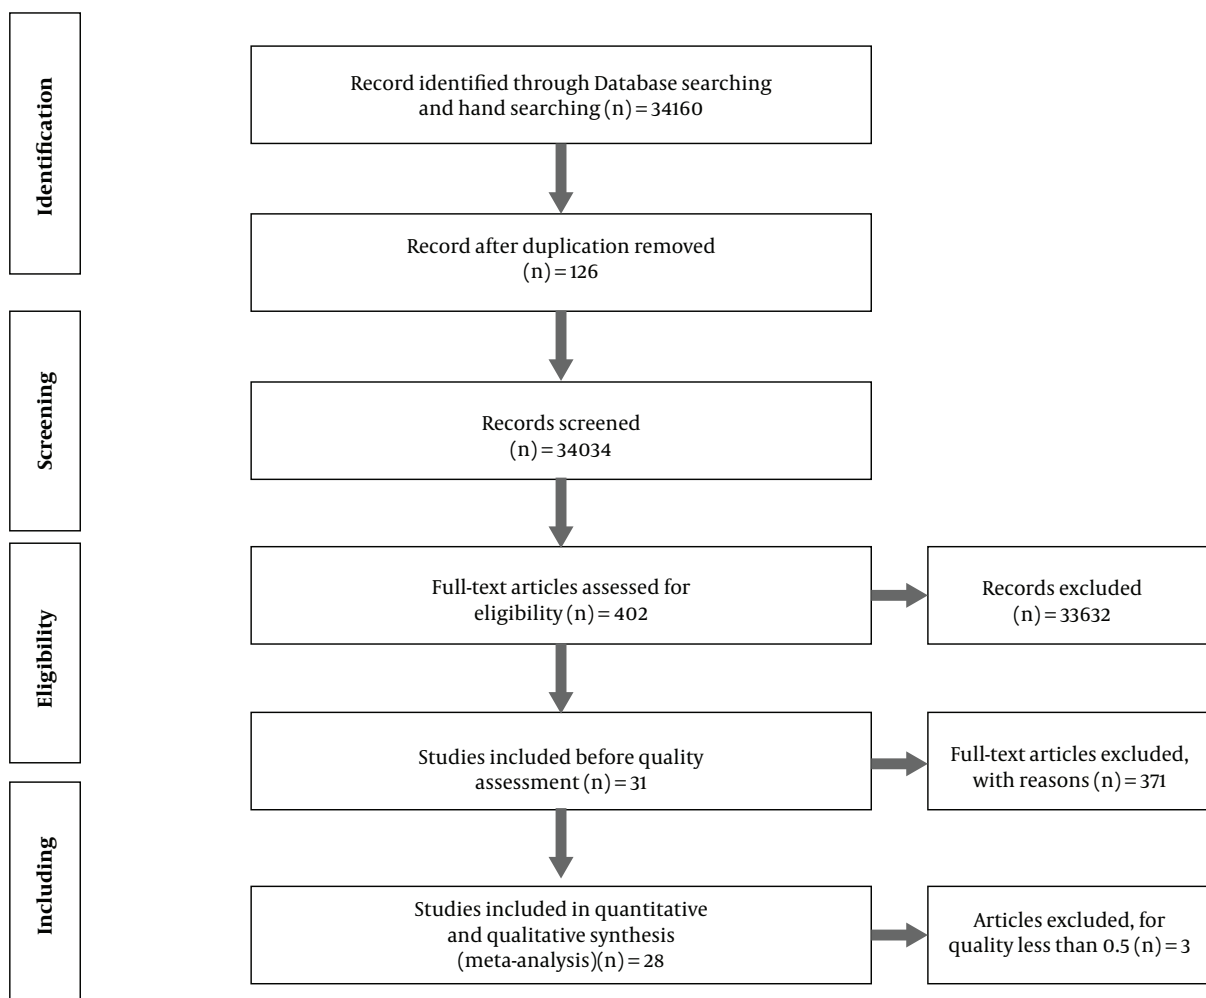 Identification
Record identified through Database searching
and hand searching (n) = 34160
Record after duplication removed
(n) = 126
Screening
Records screened
(n) = 34034
Eligibility
Full-text articles assessed for
eligibility (n) = 402
Records excluded
(n) = 33632
Studies included before quality
assessment (n) = 31
Full-text articles excluded,
with reasons (n) = 371
Including
Studies included in quantitative
and qualitative synthesis
(meta-analysis)(n) = 28
Articles excluded, for
quality less than 0.5 (n) = 3